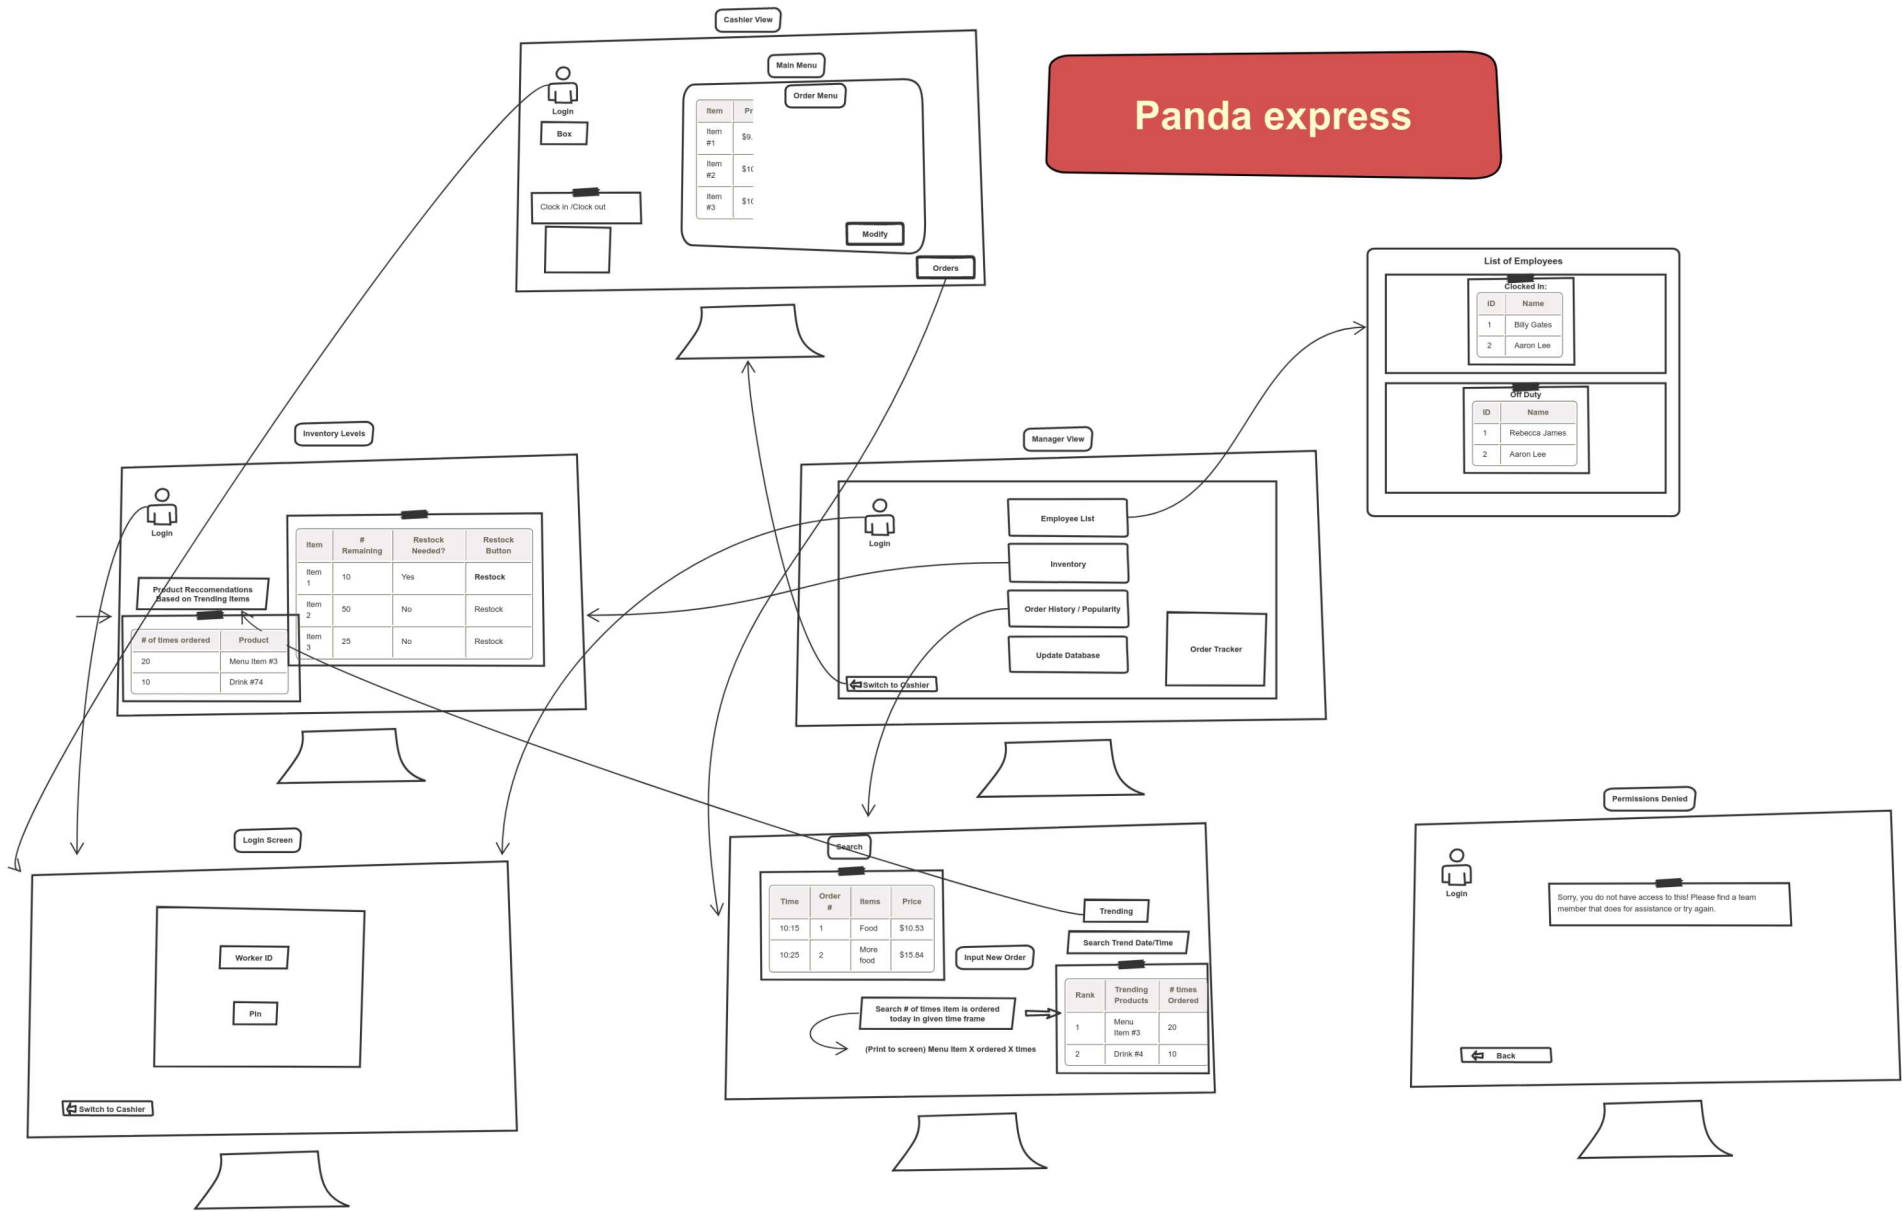 Cashier View
Panda express
Main Menu
Order Menu
Login
Box
Item Pr
Item #1 $9.
Item #2 $10
Item #3 $10
Clock in /Clock out
Modify
Orders
List of Employees
Clocked In:
ID Name
1 Billy Gates
2 Aaron Lee
Off Duty
ID Name
1 Rebecca James
2 Aaron Lee
Inventory Levels
Login
Item # Remaining Restock Needed? Restock Button
Item 1 10 Yes Restock
Item 2 50 No Restock
Item 3 25 No Restock
Product Reccomendations
Based on Trending Items
# of times ordered Product
20 Menu Item #3
10 Drink #74
Manager View
Login
Employee List
Inventory
Order History / Popularity
Update Database
Order Tracker
Switch to Cashier
Login Screen
Worker ID
Pin
Switch to Cashier
Search
Time Order # Items Price
10:15 1 Food $10.53
10:25 2 More food $15.84
Trending
Search Trend Date/Time
Input New Order
Search # of times item is ordered
today in given time frame
(Print to screen) Menu Item X ordered X times
Rank Trending Products # times Ordered
1 Menu Item #3 20
2 Drink #4 10
Permissions Denied
Login
Sorry, you do not have access to this! Please find a team
member that does for assistance or try again.
Back